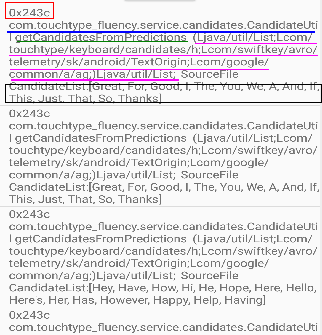 0x243c
com.touchtype_fluency.service.candidates.CandidateUti
l getCandidatesFromPredictions (Ljava/util/List;Lcom/
touchtype/keyboard/candidates/h;Lcom/swiftkey/avro/
telemetry/sk/android/TextOrigin;Lcom/google/
common/a/ag;)Ljava/util/List; SourceFile
CandidateList:[Great, For, Good, I, The, You, We, A, And, If,
This, Just, That, So, Thanks]
0x243c
com.touchtype_fluency.service.candidates.CandidateUti
l getCandidatesFromPredictions (Ljava/util/List;Lcom/
touchtype/keyboard/candidates/h;Lcom/swiftkey/avro/
telemetry/sk/android/TextOrigin;Lcom/google/
common/a/ag;)Ljava/util/List; SourceFile
CandidateList:[Great, For, Good, I, The, You, We, A, And, If,
This, Just, That, So, Thanks]
0x243c
com.touchtype_fluency.service.candidates.CandidateUti
l getCandidatesFromPredictions (Ljava/util/List;Lcom/
touchtype/keyboard/candidates/h;Lcom/swiftkey/avro/
telemetry/sk/android/TextOrigin;Lcom/google/
common/a/ag;)Ljava/util/List; SourceFile
CandidateList:[Hey, Have, How, Hi, He, Hope, Here, Hello,
Here's, Her, Has, However, Happy, Help, Having]
0x243c
com.touchtype_fluency.service.candidates.CandidateUti